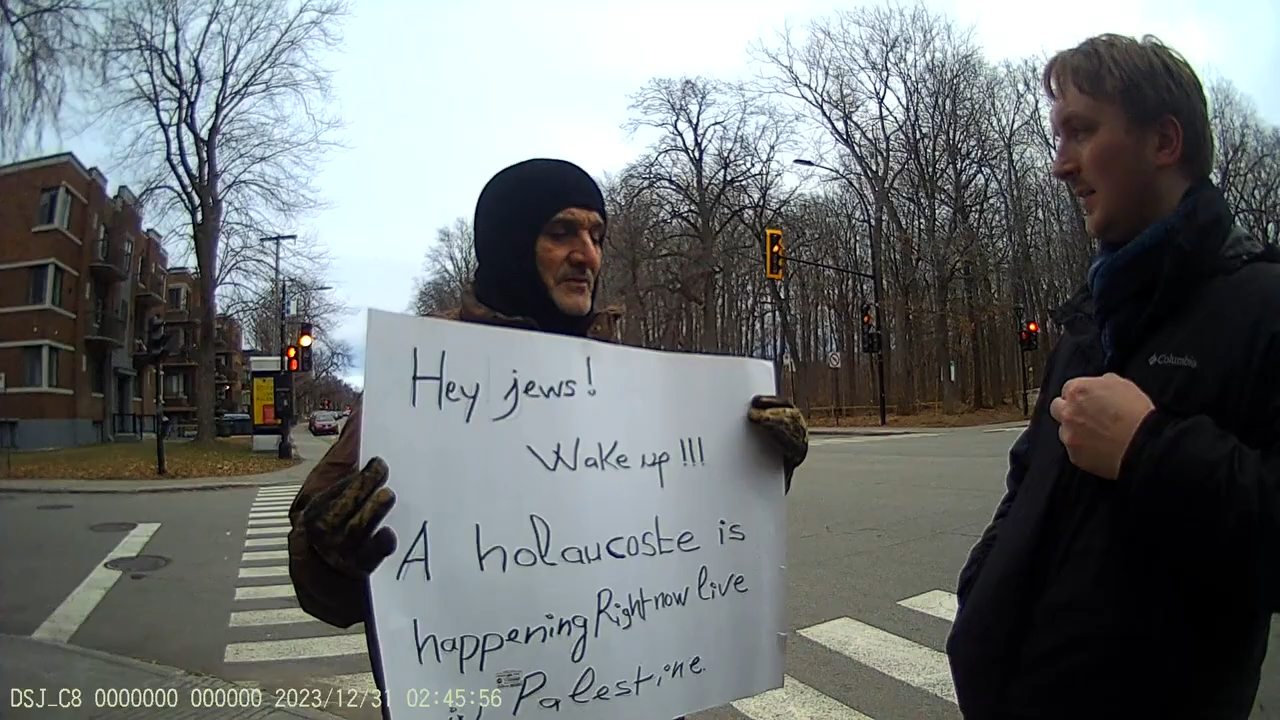 Hey jews!
Wake up !!!
A holaucoste is
happening Right now live
in Palestine.
Columbia
DSJ_C8 0000000 000000 2023/12/31 02:45:56